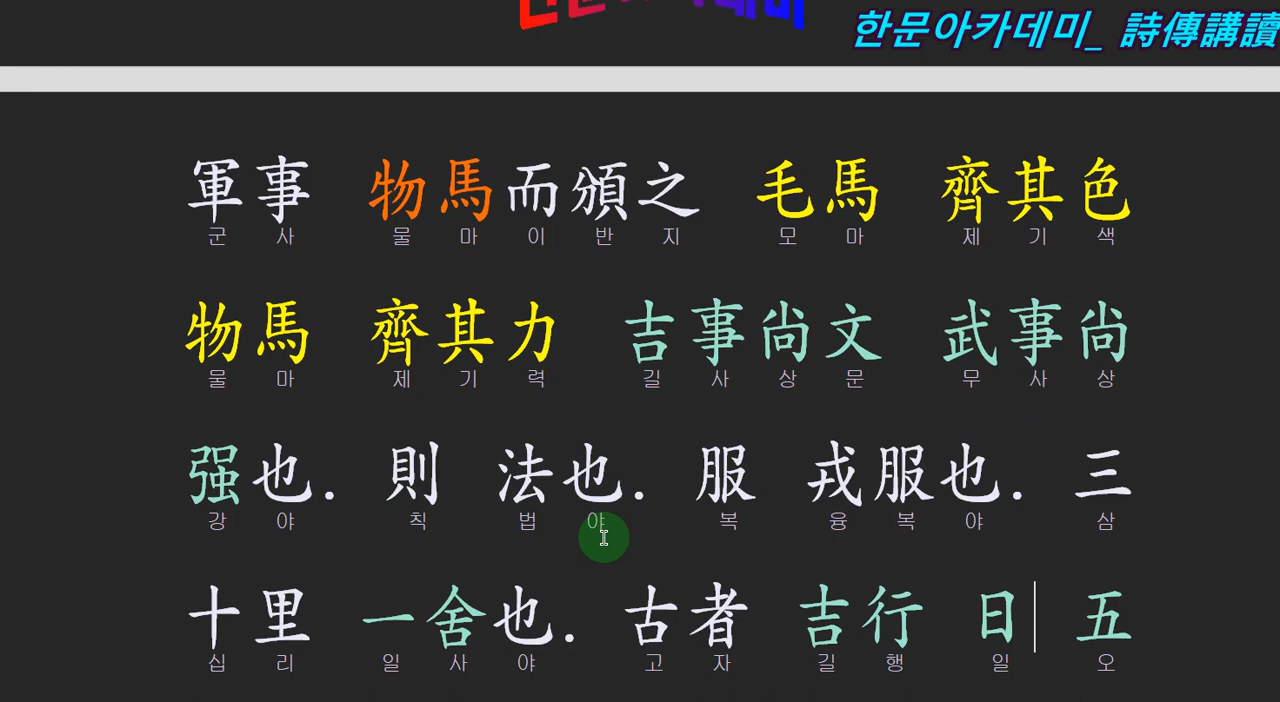 한문아카데미_ 詩傳講讀
軍事 物馬而頒之 毛馬 齊其色
군 사 물 마 이 반 지 모 마 제 기 색
物馬 齊其力 吉事尚文 武事尚
물 마 제 기 력 길 사 상 문 무 사 상
强也. 則 法也. 服 戎服也. 三
강 야 칙 법 야 복 융 복 야 삼
十里 一舍也. 古者 吉行 日 五
십 리 일 사 야 고 자 길 행 일 오